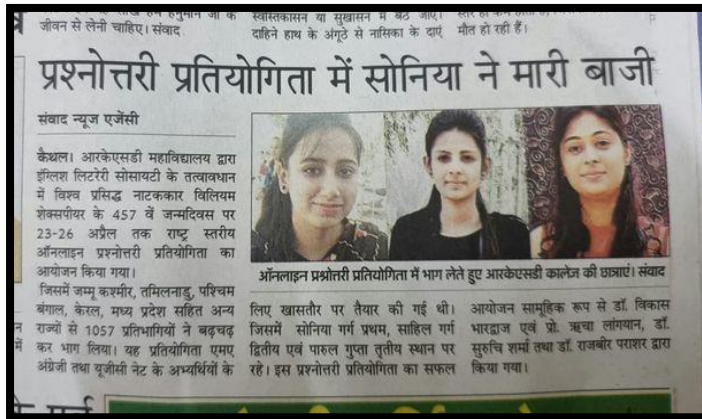 जीवन से लेनी चाहिए। संवाद
स्वस्तिकासन या सुखासन में बैठ जाएं।
दाहिने हाथ के अंगूठे से नासिका के दाएं
मौत हो रही हैं।
प्रश्नोत्तरी प्रतियोगिता में सोनिया ने मारी बाजी
संवाद न्यूज एजेंसी
कैथल। आरकेएसडी महाविद्यालय द्वारा
इंग्लिश लिटरेरी सोसायटी के तत्वावधान
में विश्व प्रसिद्ध नाटककार विलियम
शेक्सपीयर के 457 वें जन्मदिवस पर
23-26 अप्रैल तक राष्ट्र स्तरीय
ऑनलाइन प्रश्नोत्तरी प्रतियोगिता का
आयोजन किया गया।
जिसमें जम्मू कश्मीर, तमिलनाडु, पश्चिम
बंगाल, केरल, मध्य प्रदेश सहित अन्य
राज्यों से 1057 प्रतिभागियों ने बढ़चढ़
कर भाग लिया। यह प्रतियोगिता एमए
अंग्रेजी तथा यूजीसी नेट के अभ्यर्थियों के
ऑनलाइन प्रश्नोत्तरी प्रतियोगिता में भाग लेते हुए आरकेएसडी कालेज की छात्राएं। संवाद
लिए खासतौर पर तैयार की गई थी।
जिसमें सोनिया गर्ग प्रथम, साहिल गर्ग
द्वितीय एवं पारुल गुप्ता तृतीय स्थान पर
रहे। इस प्रश्नोत्तरी प्रतियोगिता का सफल
आयोजन सामूहिक रूप से डॉ. विकास
भारद्वाज एवं प्रो. ऋचा लांगयान, डॉ.
सुरुचि शर्मा तथा डॉ. राजबीर पराशर द्वारा
किया गया।